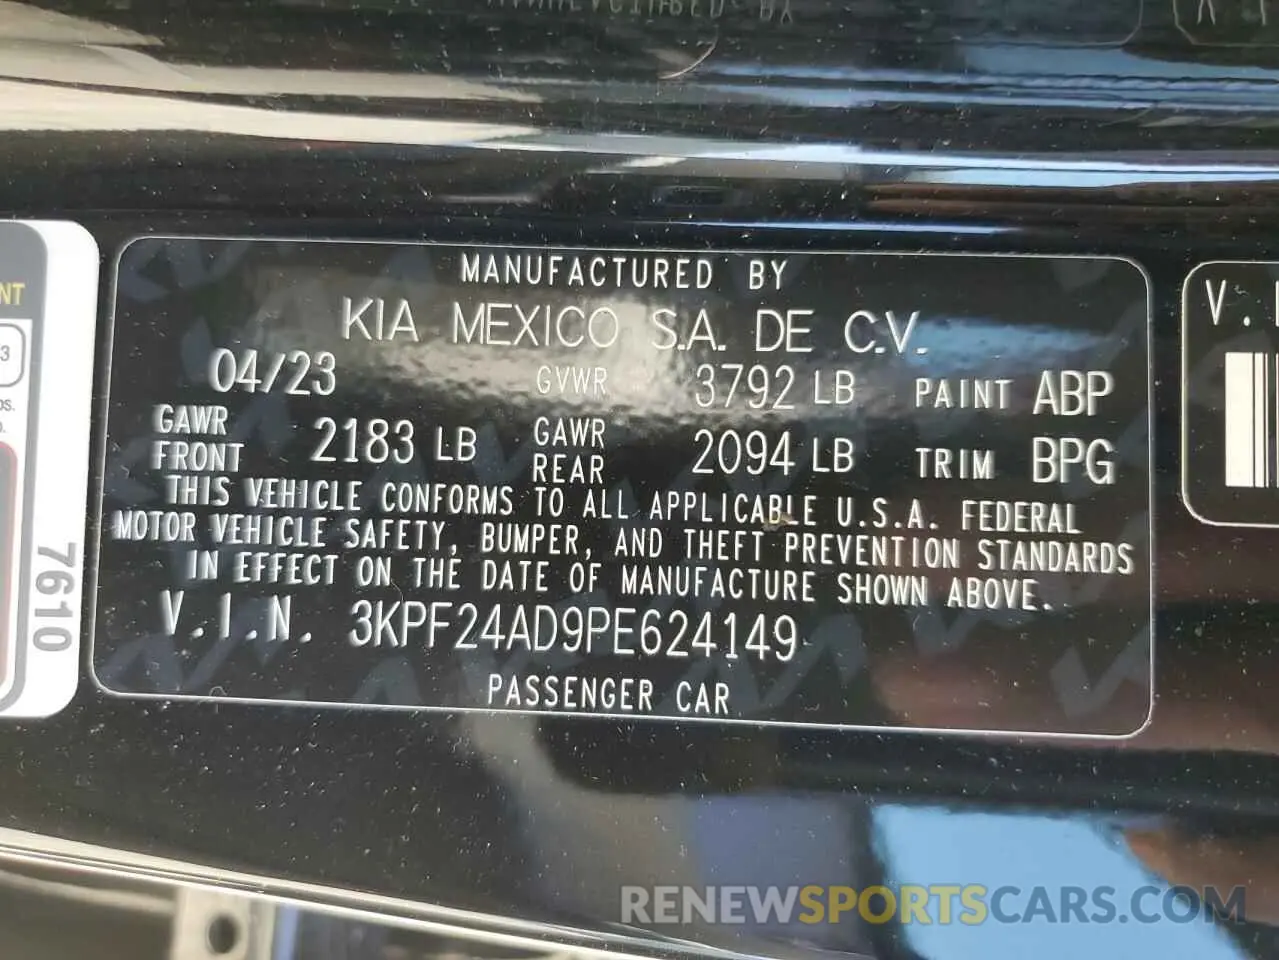 MANUFACTURED BY
KIA MEXICO S.A. DE C.V.
04/23 GVWR 3792 LB PAINT ABP
GAWR FRONT 2183 LB GAWR REAR 2094 LB TRIM BPG
THIS VEHICLE CONFORMS TO ALL APPLICABLE U.S.A. FEDERAL
MOTOR VEHICLE SAFETY, BUMPER, AND THEFT PREVENTION STANDARDS
IN EFFECT ON THE DATE OF MANUFACTURE SHOWN ABOVE.
V.I.N. 3KPF24AD9PE624149
PASSENGER CAR
7610
V.
RENEWSPORTSCARS.COM